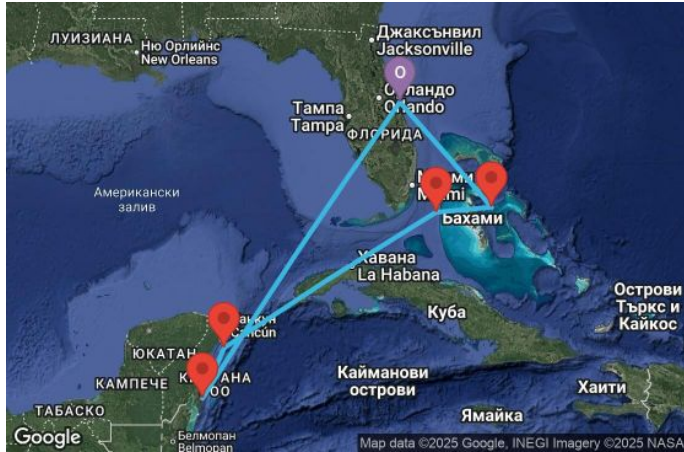 ЛУИЗИАНА
Ню Орлийнс
New Orleans
Джаксънвил
Jacksonville
O
Орландо
Orlando
Тампа
Tampa
ФЛОРИДА
Miami
Американски
залив
Бахами
Хавана
La Habana
Куба
Острови
Търкс и
Кайкос
Cancún
ЮКАТАН
КАМПЕЧЕ
ТАБАСКО
Кайманови
острови
Хаити
Ямайка
Белмопан
Belmopan
Google
Map data ©2025 Google, INEGI Imagery ©2025 NASA